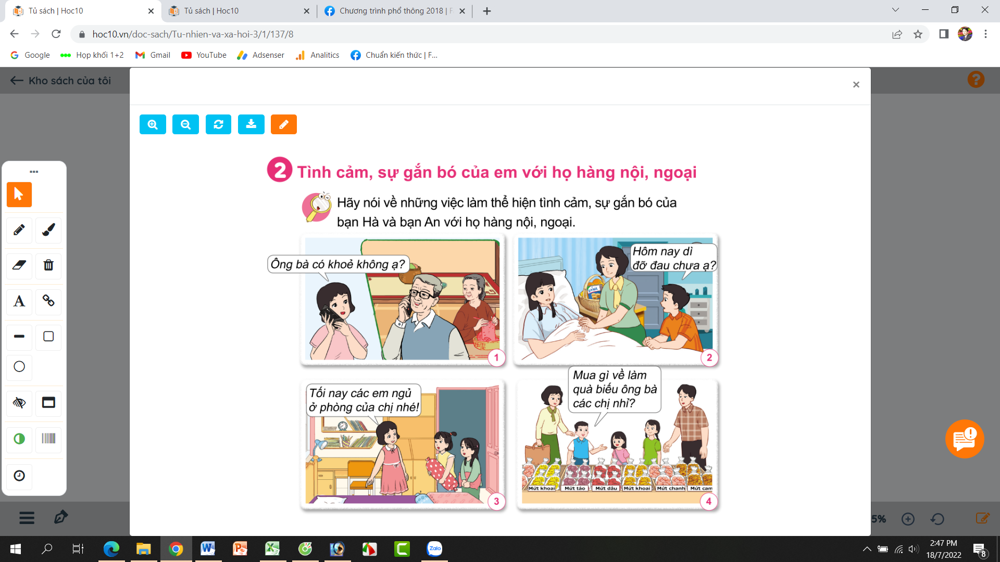 Tủ sách | Hoc10
Tủ sách | Hoc10
Chương trình phổ thông 2018 | F
hoc10.vn/doc-sach/Tu-nhien-va-xa-hoi-3/1/137/8
Google
Họp khối 1+2
Gmail
YouTube
Adsenser
Analitics
Chuẩn kiến thức | F...
Kho sách của tôi
2 Tình cảm, sự gắn bó của em với họ hàng nội, ngoại
Hãy nói về những việc làm thể hiện tình cảm, sự gắn bó của
bạn Hà và bạn An với họ hàng nội, ngoại.
Ông bà có khoẻ không ạ?
1
Hôm nay dì
đỡ đau chưa ạ?
BÁNH
2
Tối nay các em ngủ
ở phòng của chị nhé!
3
Mua gì về làm
quà biếu ông bà
các chị nhỉ?
Mứt khoai
Mứt táo
Mứt dâu
Mứt khoai
Mứt chanh
Mứt cam
4
5%
Zalo
2:47 PM
18/7/2022
8